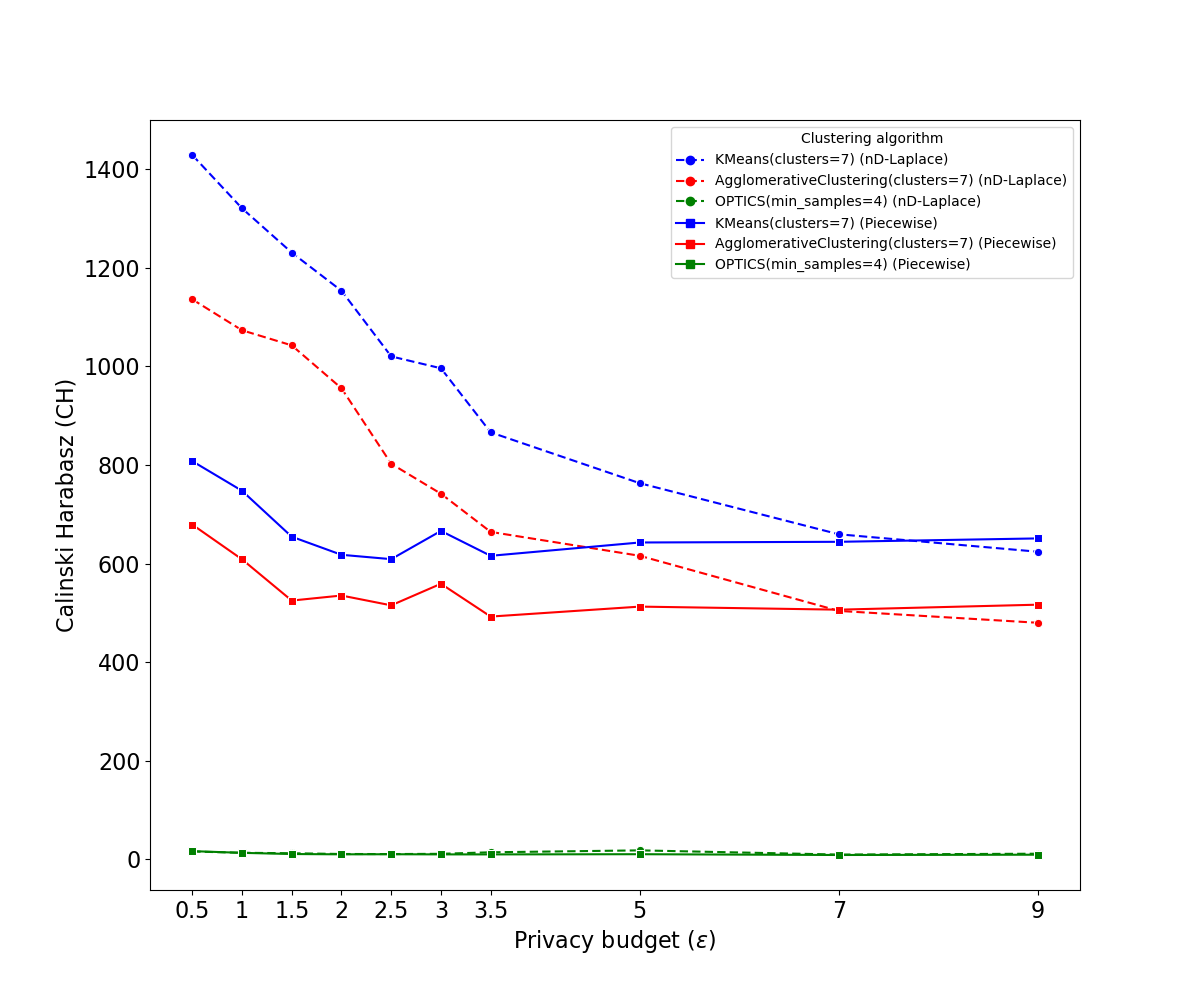 Clustering algorithm
KMeans(clusters=7) (nD-Laplace)
AgglomerativeClustering(clusters=7) (nD-Laplace)
OPTICS(min_samples=4) (nD-Laplace)
KMeans(clusters=7) (Piecewise)
AgglomerativeClustering(clusters=7) (Piecewise)
OPTICS(min_samples=4) (Piecewise)
Calinski Harabasz (CH)
1400
1200
1000
800
600
400
200
0
0.5 1 1.5 2 2.5 3 3.5 5 7 9
Privacy budget (ε)